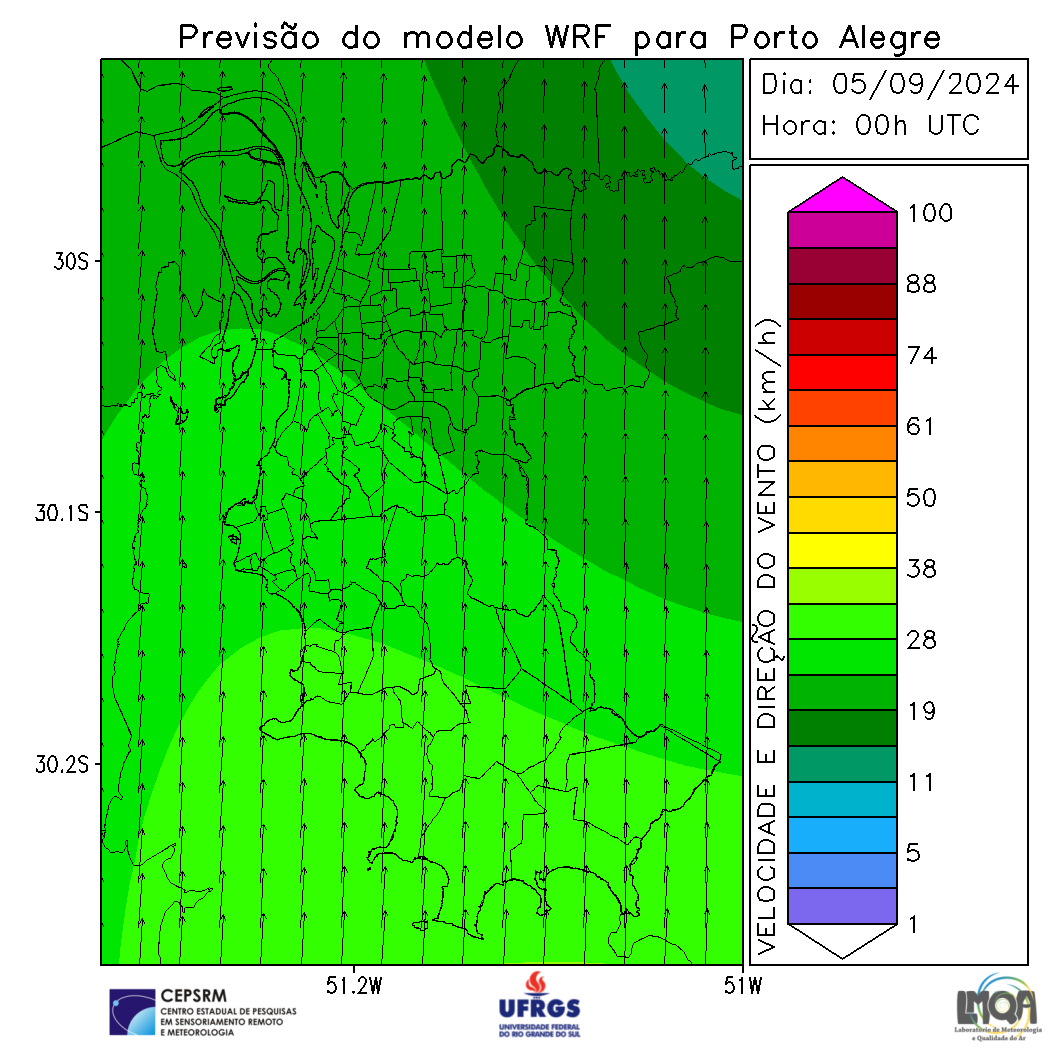 Previsão do modelo WRF para Porto Alegre
Dia: 05/09/2024
Hora: 00h UTC
30S
30.1S
30.2S
51.2W
51W
VELOCIDADE E DIREÇÃO DO VENTO (km/h)
100
88
74
61
50
38
28
19
11
5
1
CEPSRM
CENTRO ESTADUAL DE PESQUISAS
EM SENSORIAMENTO REMOTO
E METEOROLOGIA
UFRGS
UNIVERSIDADE FEDERAL
DO RIO GRANDE DO SUL
LMQA
Laboratório de Meteorologia
e Qualidade do Ar